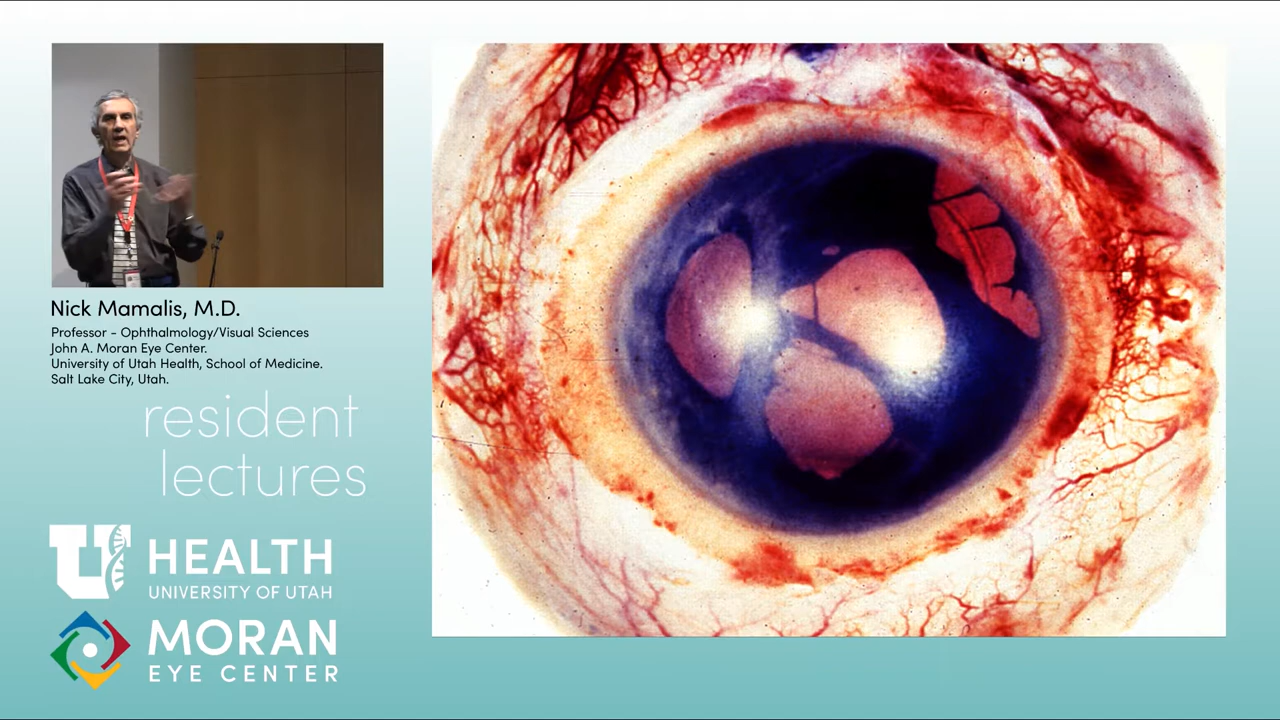 Nick Mamalis, M.D.
Professor - Ophthalmology/Visual Sciences
John A. Moran Eye Center.
University of Utah Health, School of Medicine.
Salt Lake City, Utah.
resident
lectures
U HEALTH
UNIVERSITY OF UTAH
MORAN
EYE CENTER